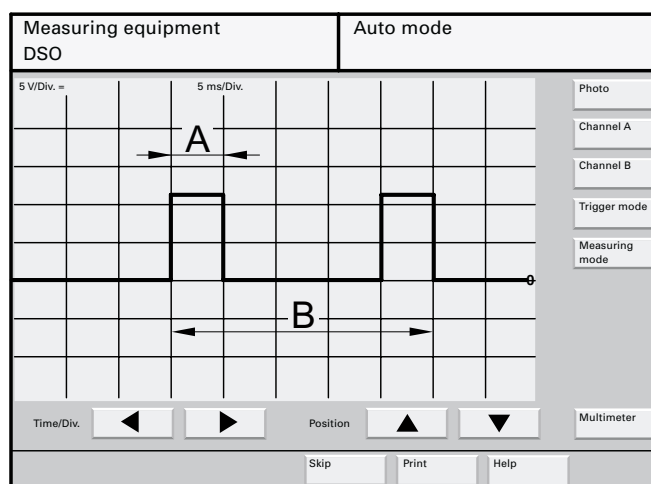 Measuring equipment
DSO
Auto mode
5 V/Div. =
5 ms/Div.
A
B
0
Photo
Channel A
Channel B
Trigger mode
Measuring
mode
Time/Div.
Position
Multimeter
Skip
Print
Help